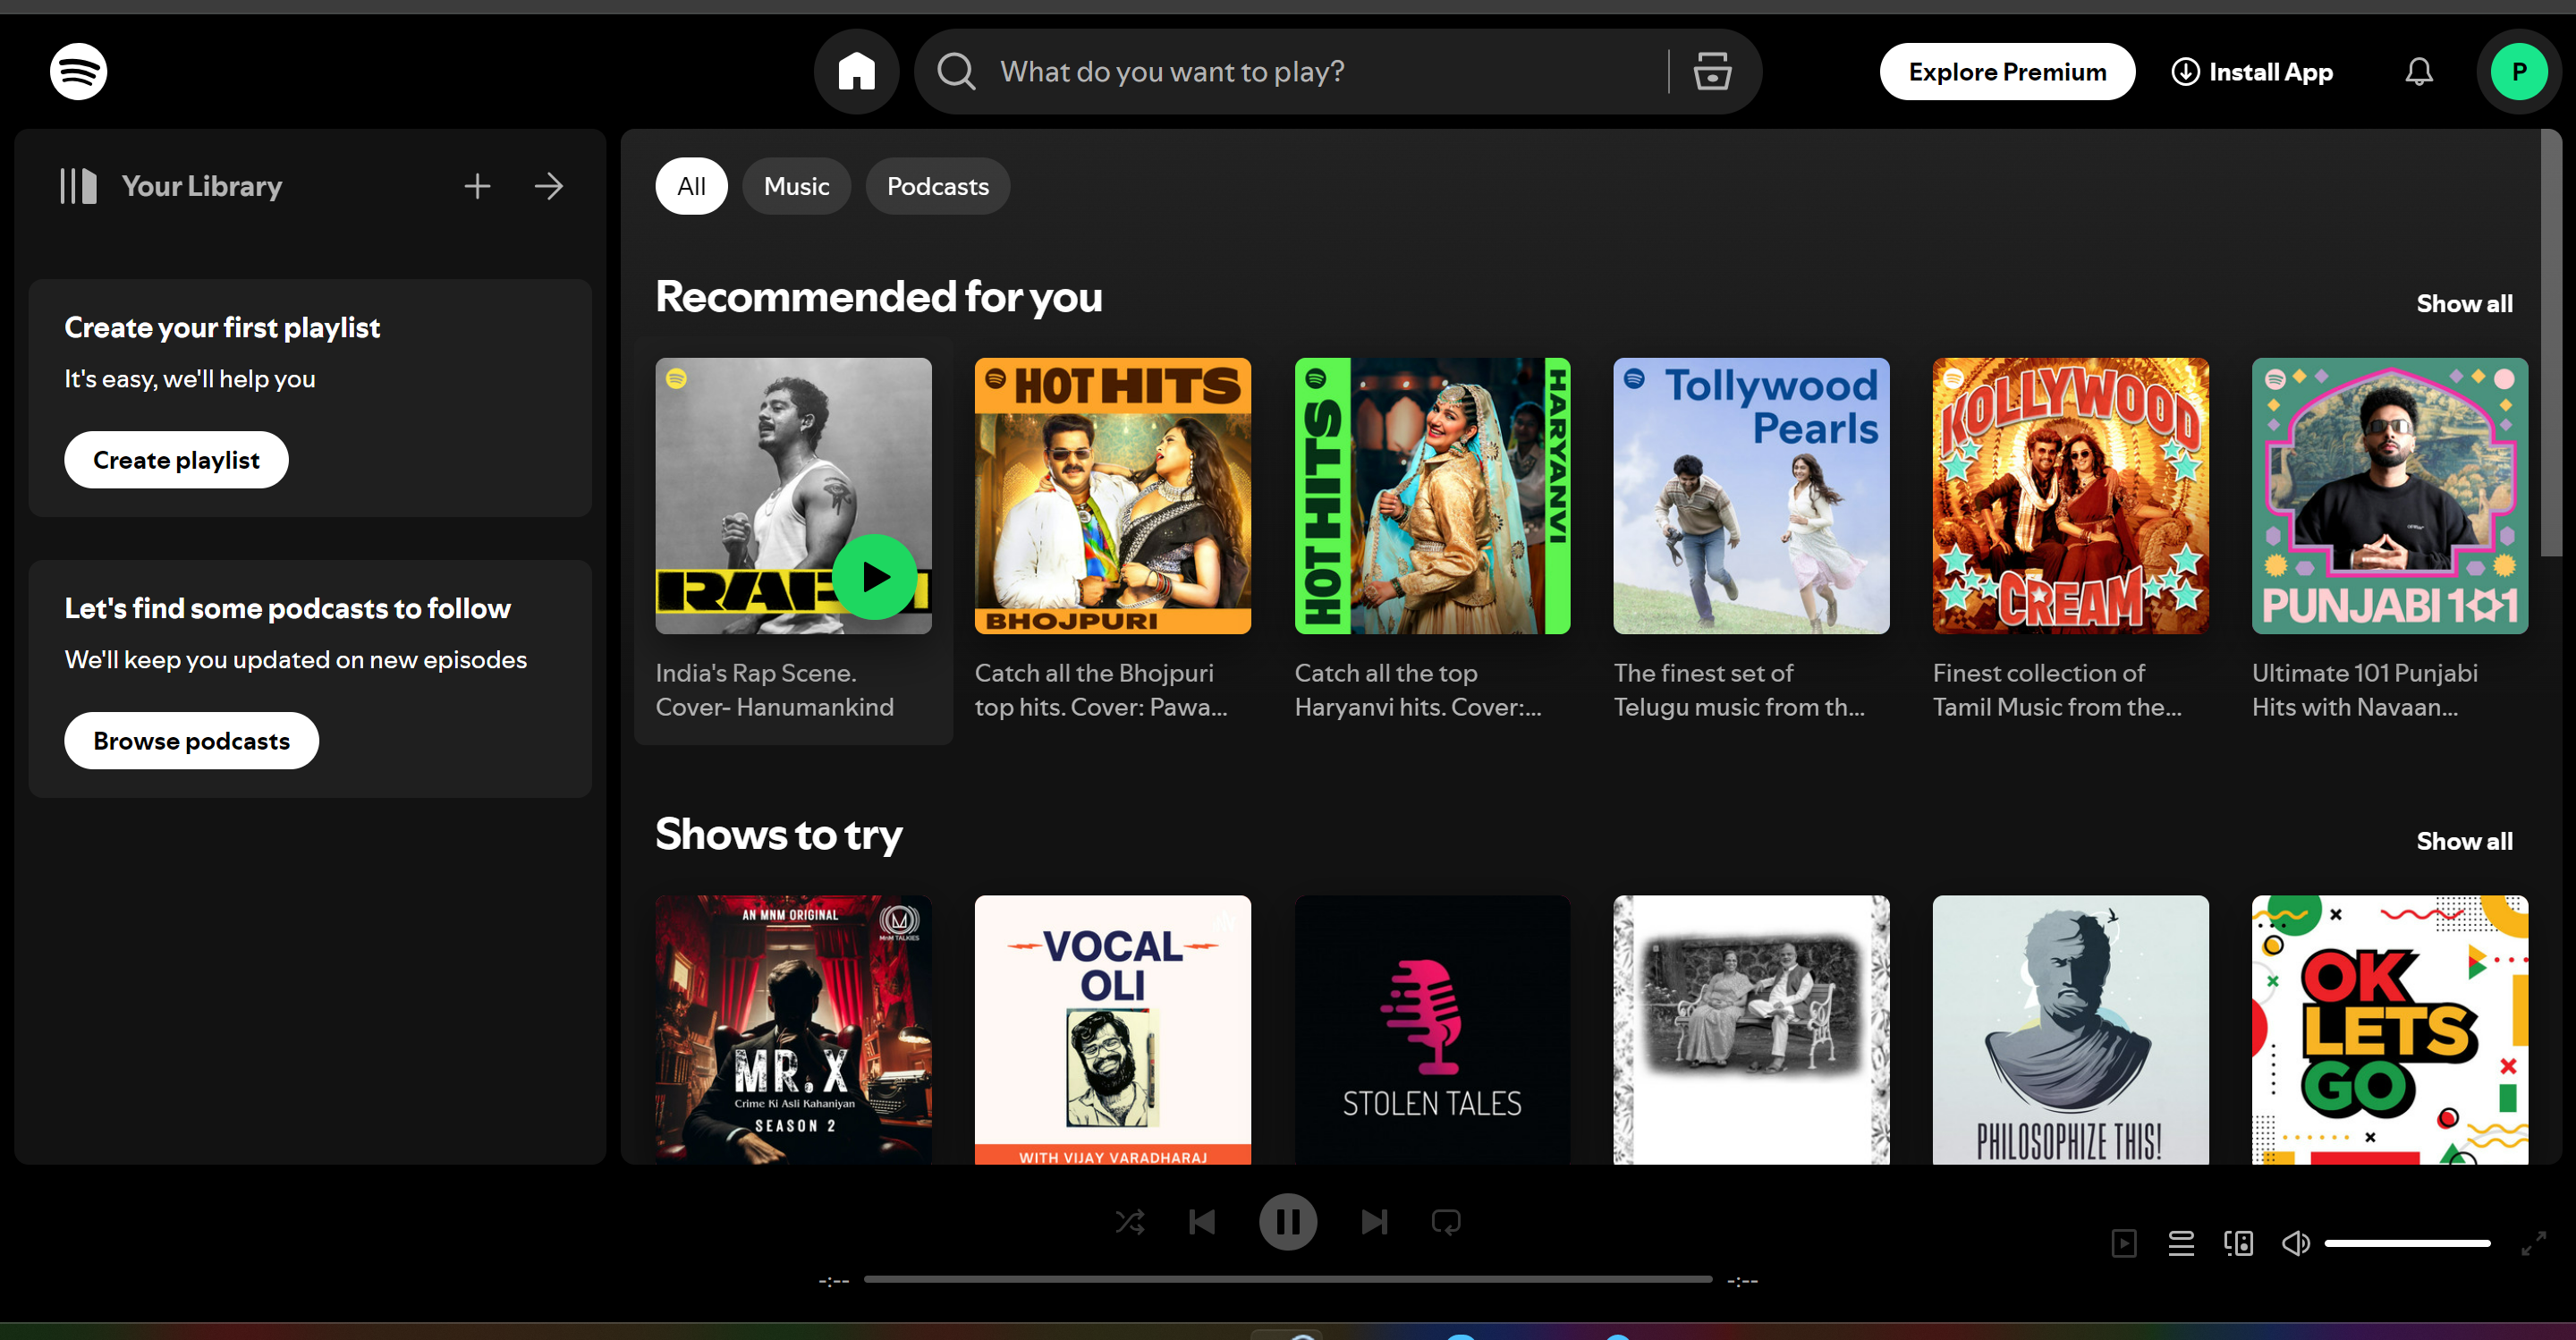 What do you want to play?
Explore Premium
Install App
P
Your Library
Create your first playlist
It's easy, we'll help you
Create playlist
Let's find some podcasts to follow
We'll keep you updated on new episodes
Browse podcasts
All
Music
Podcasts
Recommended for you
Show all
HOT HITS
BHOJPURI
HOT HITS
HARYANVI
Tollywood
Pearls
KOLLYWOOD
CREAM
PUNJABI 101
India's Rap Scene.
Cover- Hanumankind
Catch all the Bhojpuri
top hits. Cover: Pawa...
Catch all the top
Haryanvi hits. Cover:...
The finest set of
Telugu music from th...
Finest collection of
Tamil Music from the...
Ultimate 101 Punjabi
Hits with Navaan...
Shows to try
Show all
AN MNM ORIGINAL
MnM TALKIES
MR. X
Crime Ki Asli Kahaniyan
SEASON 2
VOCAL
OLI
WITH VIJAY VARADHARAJ
STOLEN TALES
PHILOSOPHIZE THIS!
OK
LETS
GO
-:--
-:--